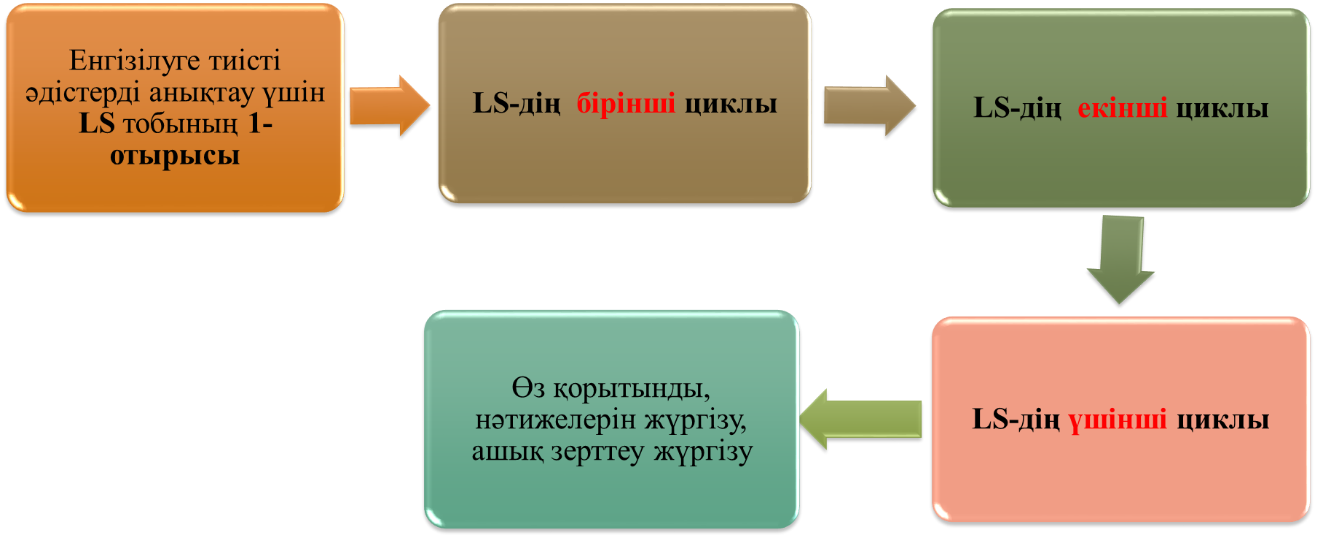 Енгізілуге тиісті
әдістерді анықтау үшін
LS тобының 1-
отырысы
LS-дің бірінші циклы
LS-дің екінші циклы
LS-дің үшінші циклы
Өз қорытынды,
нәтижелерін жүргізу,
ашық зерттеу жүргізу